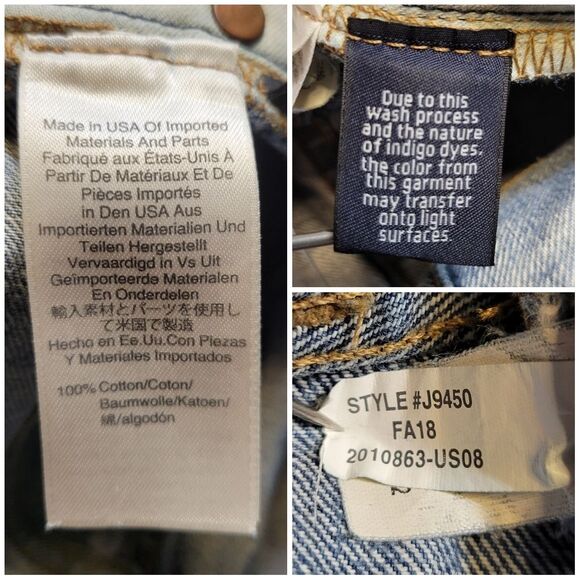 Made in USA Of Imported
Materials And Parts
Fabriqué aux États-Unis À
Partir De Matériaux Et De
Pièces Importés
in Den USA Aus
Importierten Materialien Und
Teilen Hergestellt
Vervaardigd in Vs Uit
Geïmporteerde Materialen
En Onderdelen
輸入素材とパーツを使用し
て米国で製造
Hecho en Ee.Uu.Con Piezas
Y Materiales Importados
100% Cotton/Coton/
Baumwolle/Katoen/
綿/algodón
Due to this
wash process
and the nature
of indigo dyes,
the color from
this garment
may transfer
onto light
surfaces.
STYLE #J9450
FA18
2010863-US08